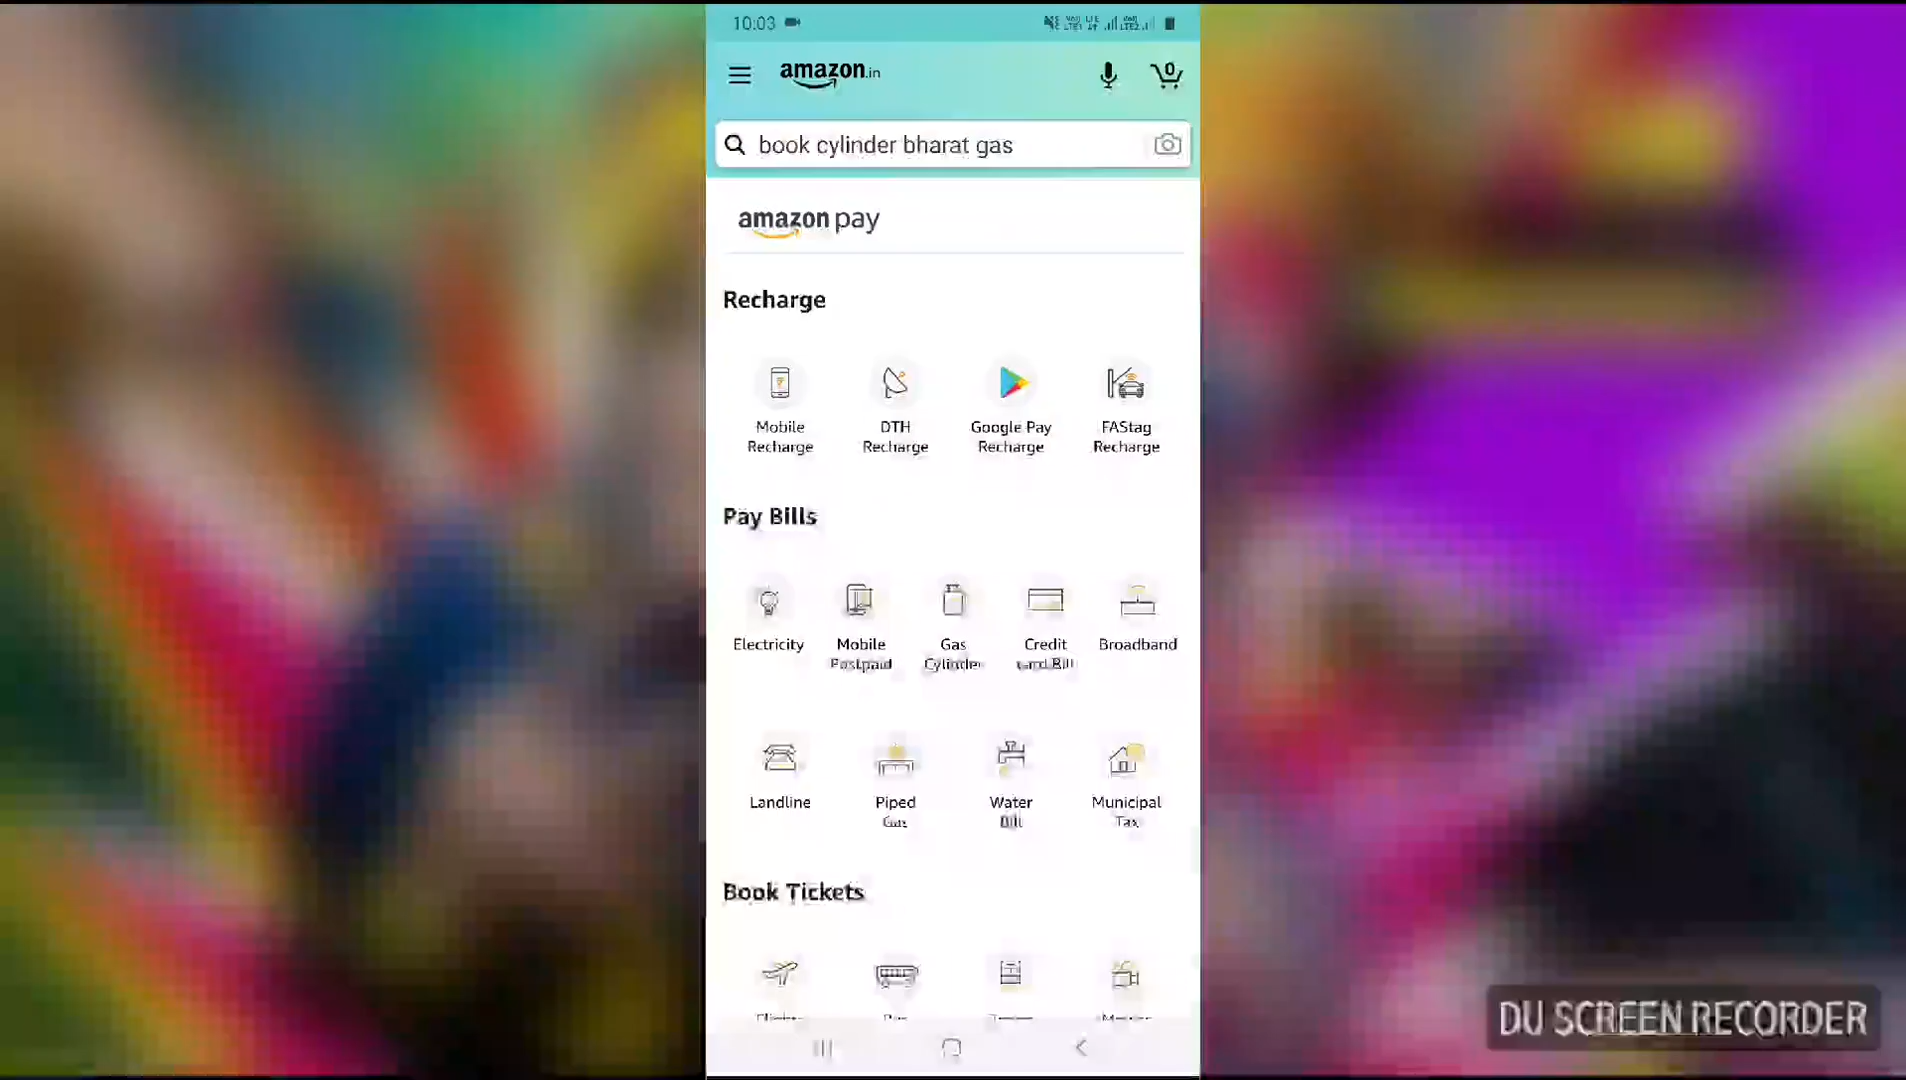 10:03
amazon.in
0
book cylinder bharat gas
amazon pay
Recharge
Mobile Recharge
DTH Recharge
Google Pay Recharge
FAStag Recharge
Pay Bills
Electricity
Mobile Postpaid
Gas Cylinder
Credit Card Bill
Broadband
Landline
Piped Gas
Water Bill
Municipal Tax
Book Tickets
Flights
DU SCREEN RECORDER